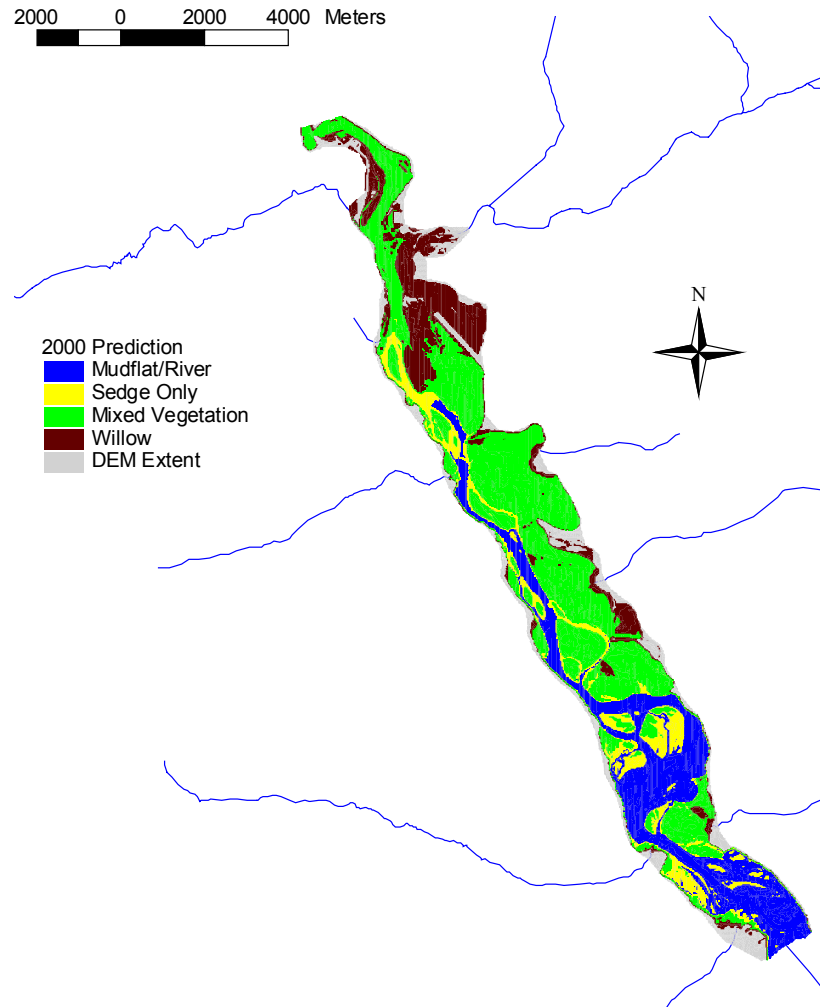 2000 0 2000 4000 Meters
N
2000 Prediction
Mudflat/River
Sedge Only
Mixed Vegetation
Willow
DEM Extent